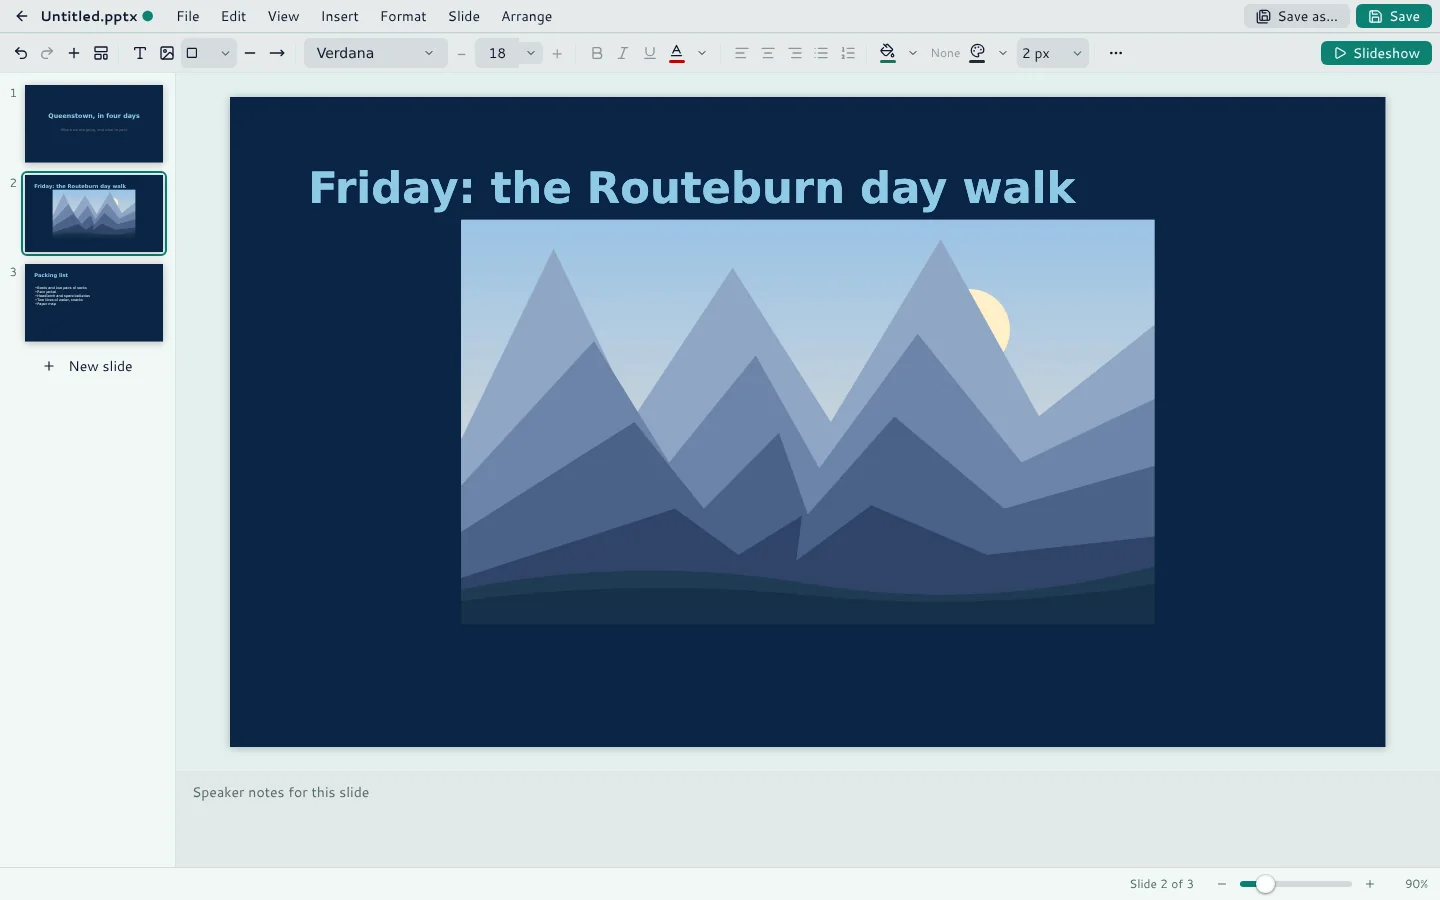 Untitled.pptx
File Edit View Insert Format Slide Arrange
Save as...
Save
Verdana
18
None
2 px
Slideshow
1
Queenstown, in four days
2
Friday: the Routeburn day walk
3
Packing list
New slide
Friday: the Routeburn day walk
Speaker notes for this slide
Slide 2 of 3
90%